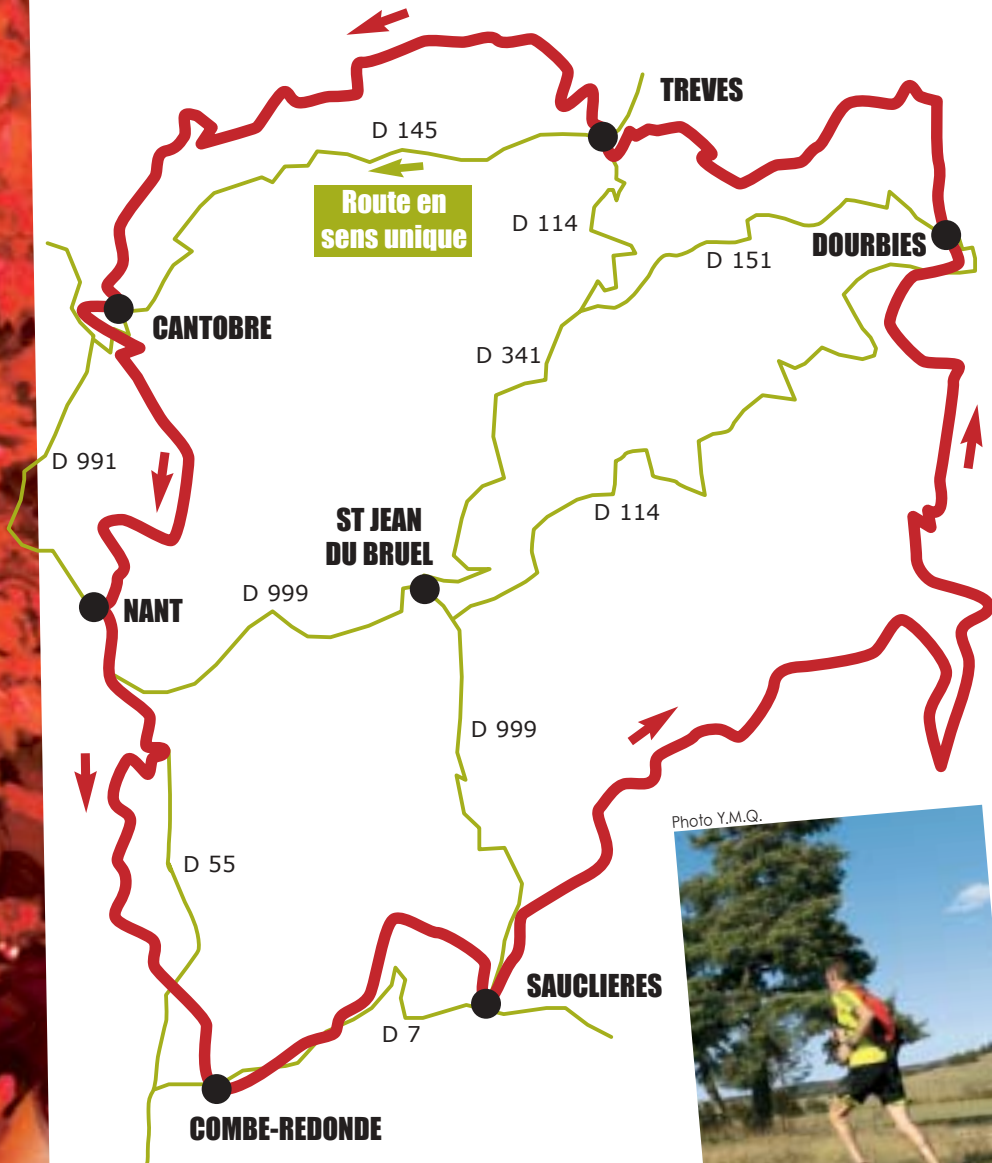 TREVES
D 145
Route en
sens unique
D 114
D 151
DOURBIES
CANTOBRE
D 341
D 991
ST JEAN
DU BRUEL
D 114
D 999
NANT
D 999
Photo Y.M.Q.
D 55
SAUCLIERES
D 7
COMBE-REDONDE